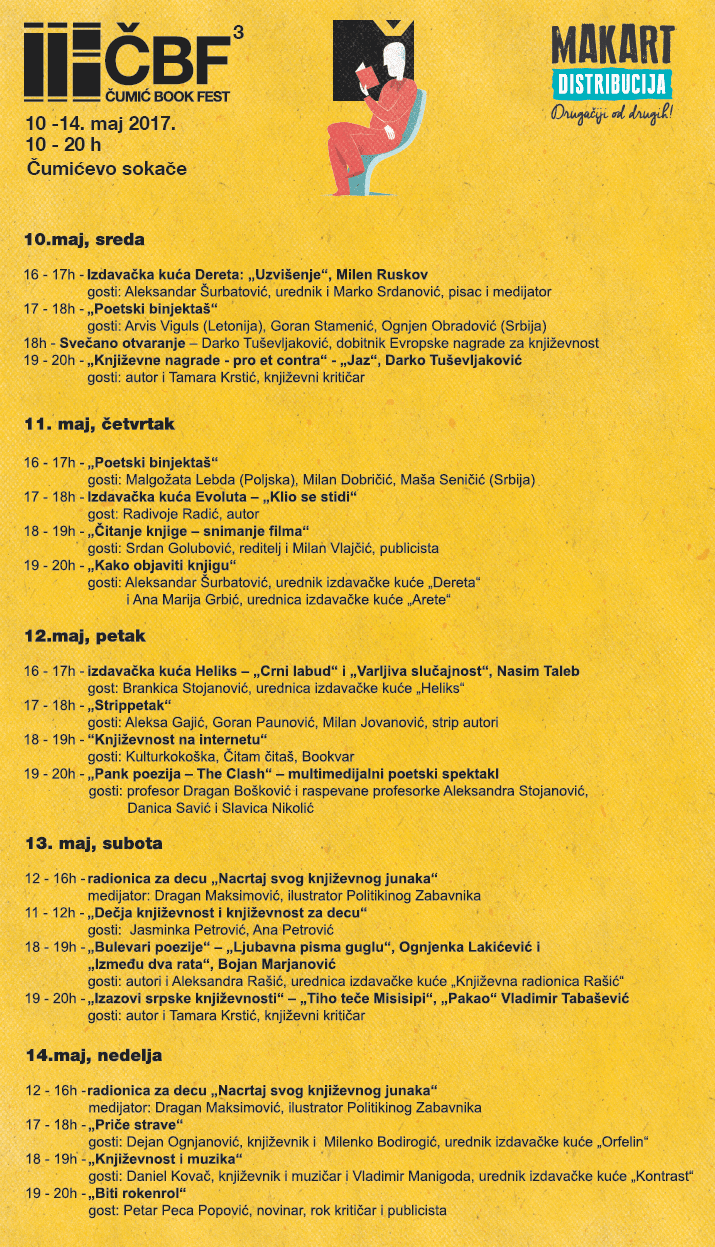 ČBF³
ČUMIĆ BOOK FEST
10 -14. maj 2017.
10 - 20 h
Čumićevo sokače
MAKART
DISTRIBUCIJA
Drugačiji od drugih!
10.maj, sreda
16 - 17h - Izdavačka kuća Dereta: „Uzvišenje“, Milen Ruskov
gosti: Aleksandar Šurbatović, urednik i Marko Srdanović, pisac i medijator
17 - 18h - „Poetski binjektaš“
gosti: Arvis Viguls (Letonija), Goran Stamenić, Ognjen Obradović (Srbija)
18h - Svečano otvaranje – Darko Tuševljaković, dobitnik Evropske nagrade za književnost
19 - 20h - „Književne nagrade - pro et contra“ - „Jaz“, Darko Tuševljaković
gosti: autor i Tamara Krstić, književni kritičar
11. maj, četvrtak
16 - 17h - „Poetski binjektaš“
gosti: Malgožata Lebda (Poljska), Milan Dobričić, Maša Seničić (Srbija)
17 - 18h - Izdavačka kuća Evoluta – „Klio se stidi“
gost: Radivoje Radić, autor
18 - 19h - „Čitanje knjige – snimanje filma“
gosti: Srdan Golubović, reditelj i Milan Vlajčić, publicista
19 - 20h - „Kako objaviti knjigu“
gosti: Aleksandar Šurbatović, urednik izdavačke kuće „Dereta“
i Ana Marija Grbić, urednica izdavačke kuće „Arete“
12.maj, petak
16 - 17h - izdavačka kuća Heliks – „Crni labud“ i „Varljiva slučajnost“, Nasim Taleb
gost: Brankica Stojanović, urednica izdavačke kuće „Heliks“
17 - 18h - „Strippetak“
gosti: Aleksa Gajić, Goran Paunović, Milan Jovanović, strip autori
18 - 19h - “Književnost na internetu“
gosti: Kulturkokoška, Čitam čitaš, Bookvar
19 - 20h - „Pank poezija – The Clash“ – multimedijalni poetski spektakl
gosti: profesor Dragan Bošković i raspevane profesorke Aleksandra Stojanović,
Danica Savić i Slavica Nikolić
13. maj, subota
12 - 16h - radionica za decu „Nacrtaj svog književnog junaka“
medijator: Dragan Maksimović, ilustrator Politikinog Zabavnika
11 - 12h - „Dečja književnost i književnost za decu“
gosti: Jasminka Petrović, Ana Petrović
18 - 19h - „Bulevari poezije“ – „Ljubavna pisma guglu“, Ognjenka Lakićević i
„Između dva rata“, Bojan Marjanović
gosti: autori i Aleksandra Rašić, urednica izdavačke kuće „Književna radionica Rašić“
19 - 20h - „Izazovi srpske književnosti“ – „Tiho teče Misisipi“, „Pakao“ Vladimir Tabašević
gosti: autor i Tamara Krstić, književni kritičar
14.maj, nedelja
12 - 16h - radionica za decu „Nacrtaj svog književnog junaka“
medijator: Dragan Maksimović, ilustrator Politikinog Zabavnika
17 - 18h - „Priče strave“
gosti: Dejan Ognjanović, književnik i Milenko Bodirogić, urednik izdavačke kuće „Orfelin“
18 - 19h - „Književnost i muzika“
gosti: Daniel Kovač, književnik i muzičar i Vladimir Manigoda, urednik izdavačke kuće „Kontrast“
19 - 20h - „Biti rokenrol“
gost: Petar Peca Popović, novinar, rok kritičar i publicista